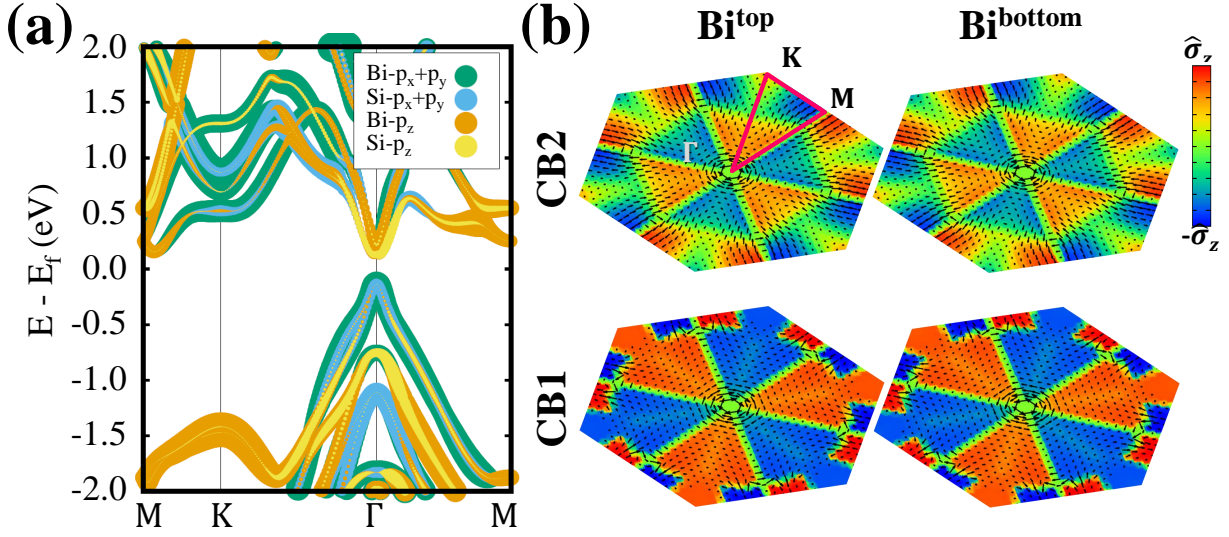 (a)
E - E_f (eV)
2.0
1.5
1.0
0.5
0.0
-0.5
-1.0
-1.5
-2.0
M K Γ M
Bi-p_x+p_y
Si-p_x+p_y
Bi-p_z
Si-p_z
(b)
Bi^top Bi^bottom
CB2
K
M
Γ
CB1
σ̂_z
-σ̂_z